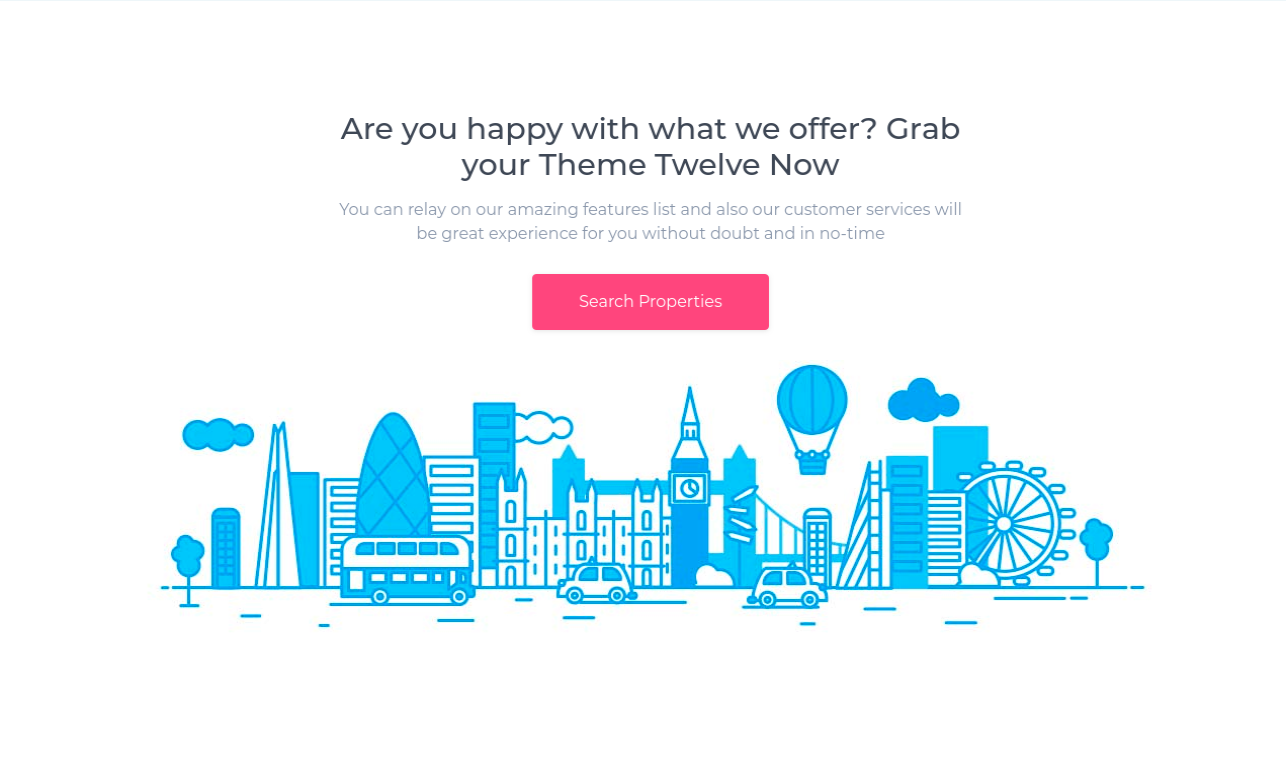 Are you happy with what we offer? Grab
your Theme Twelve Now
You can relay on our amazing features list and also our customer services will
be great experience for you without doubt and in no-time
Search Properties